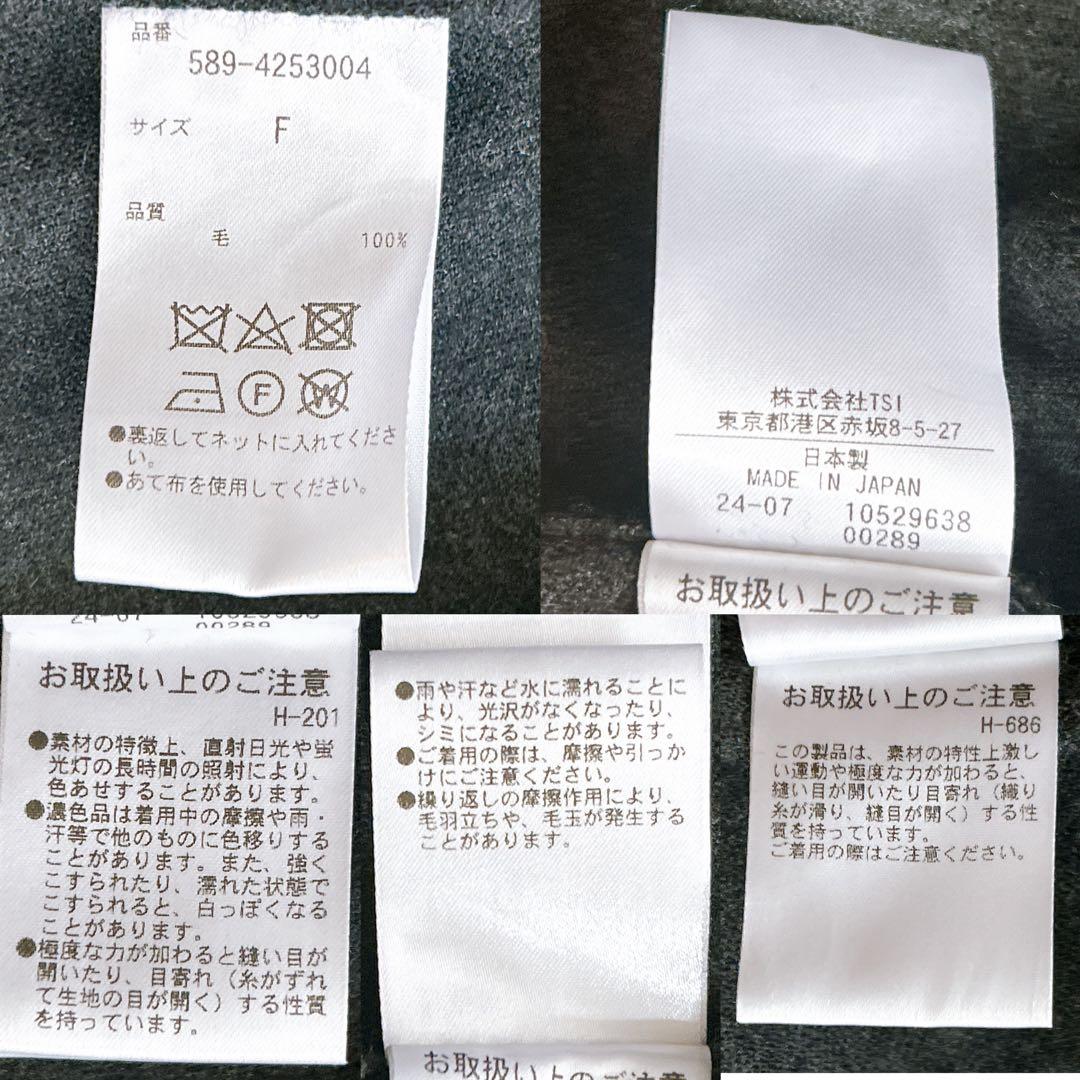 品番
589-4253004
サイズ F
品質
毛 100%
F
W
●裏返してネットに入れてくださ
い。
●あて布を使用してください。
株式会社TSI
東京都港区赤坂8-5-27
日本製
MADE IN JAPAN
24-07 10529638
00289
お取扱い上のご注意
24-07 10529638
00289
お取扱い上のご注意
H-201
●素材の特徴上、直射日光や蛍
光灯の長時間の照射により、
色あせすることがあります。
●濃色品は着用中の摩擦や雨・
汗等で他のものに色移りする
ことがあります。また、強く
こすられたり、濡れた状態で
こすられると、白っぽくなる
ことがあります。
●極度な力が加わると縫い目が
開いたり、目寄れ（糸がずれ
て生地の目が開く）する性質
を持っています。
●雨や汗など水に濡れることに
より、光沢がなくなったり、
シミになることがあります。
●ご着用の際は、摩擦や引っか
けにご注意ください。
●繰り返しの摩擦作用により、
毛羽立ちや、毛玉が発生する
ことがあります。
お取扱い上のご注意
お取扱い上のご注意
H-686
この製品は、素材の特性上激し
い運動や極度な力が加わると、
縫い目が開いたり目寄れ（織り
糸が滑り、縫目が開く）する性
質を持っています。
ご着用の際はご注意ください。